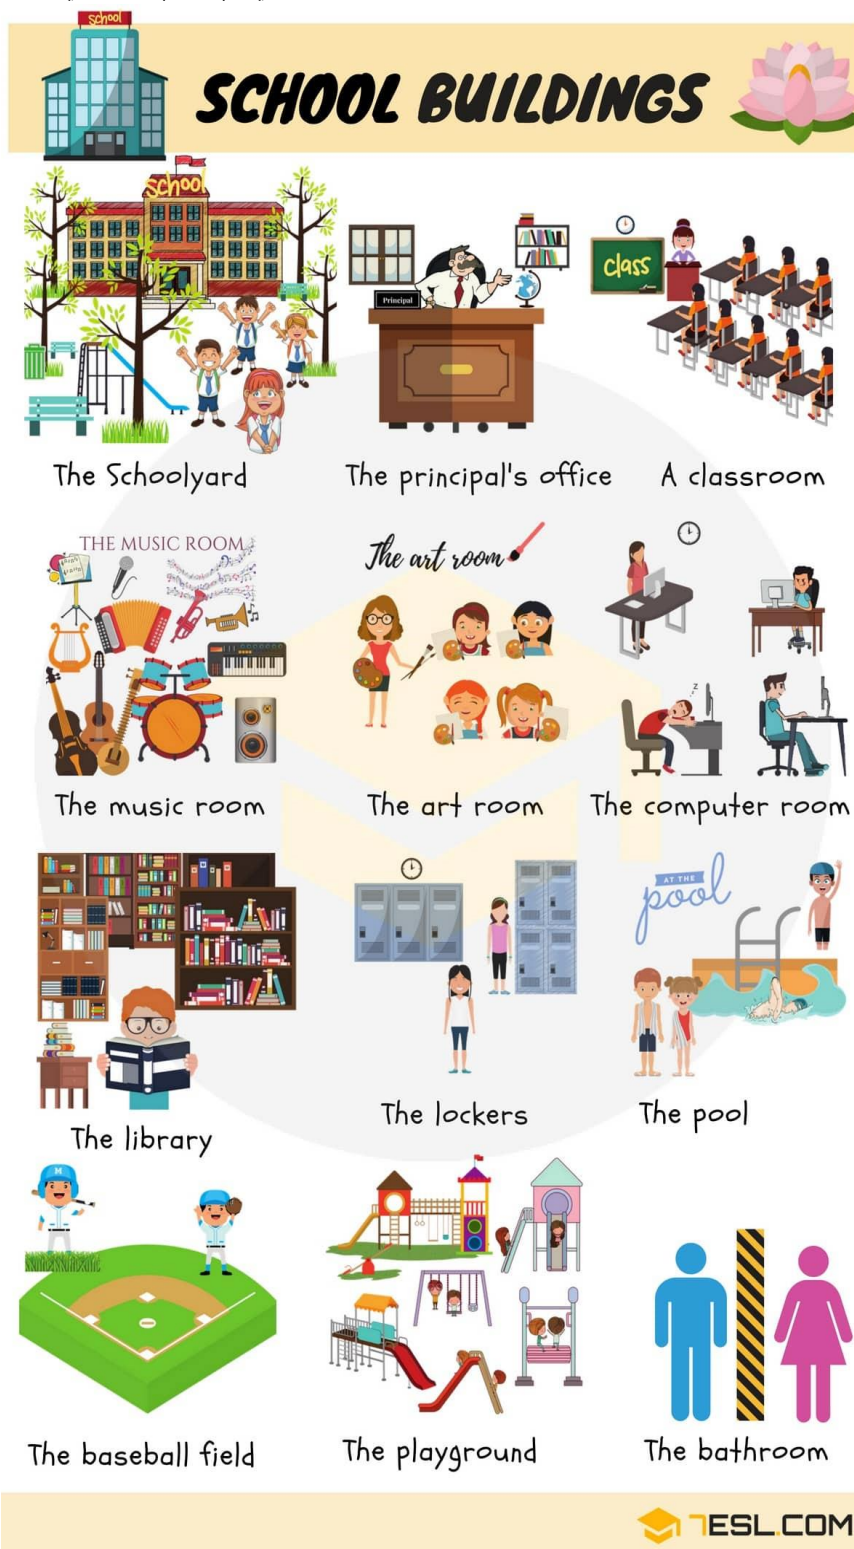 school
SCHOOL BUILDINGS
school
Principal
class
The Schoolyard
The principal's office
A classroom
THE MUSIC ROOM
The art room
z
The music room
The art room
The computer room
AT THE
pool
The library
The lockers
The pool
M
The baseball field
The playground
The bathroom
7ESL.COM